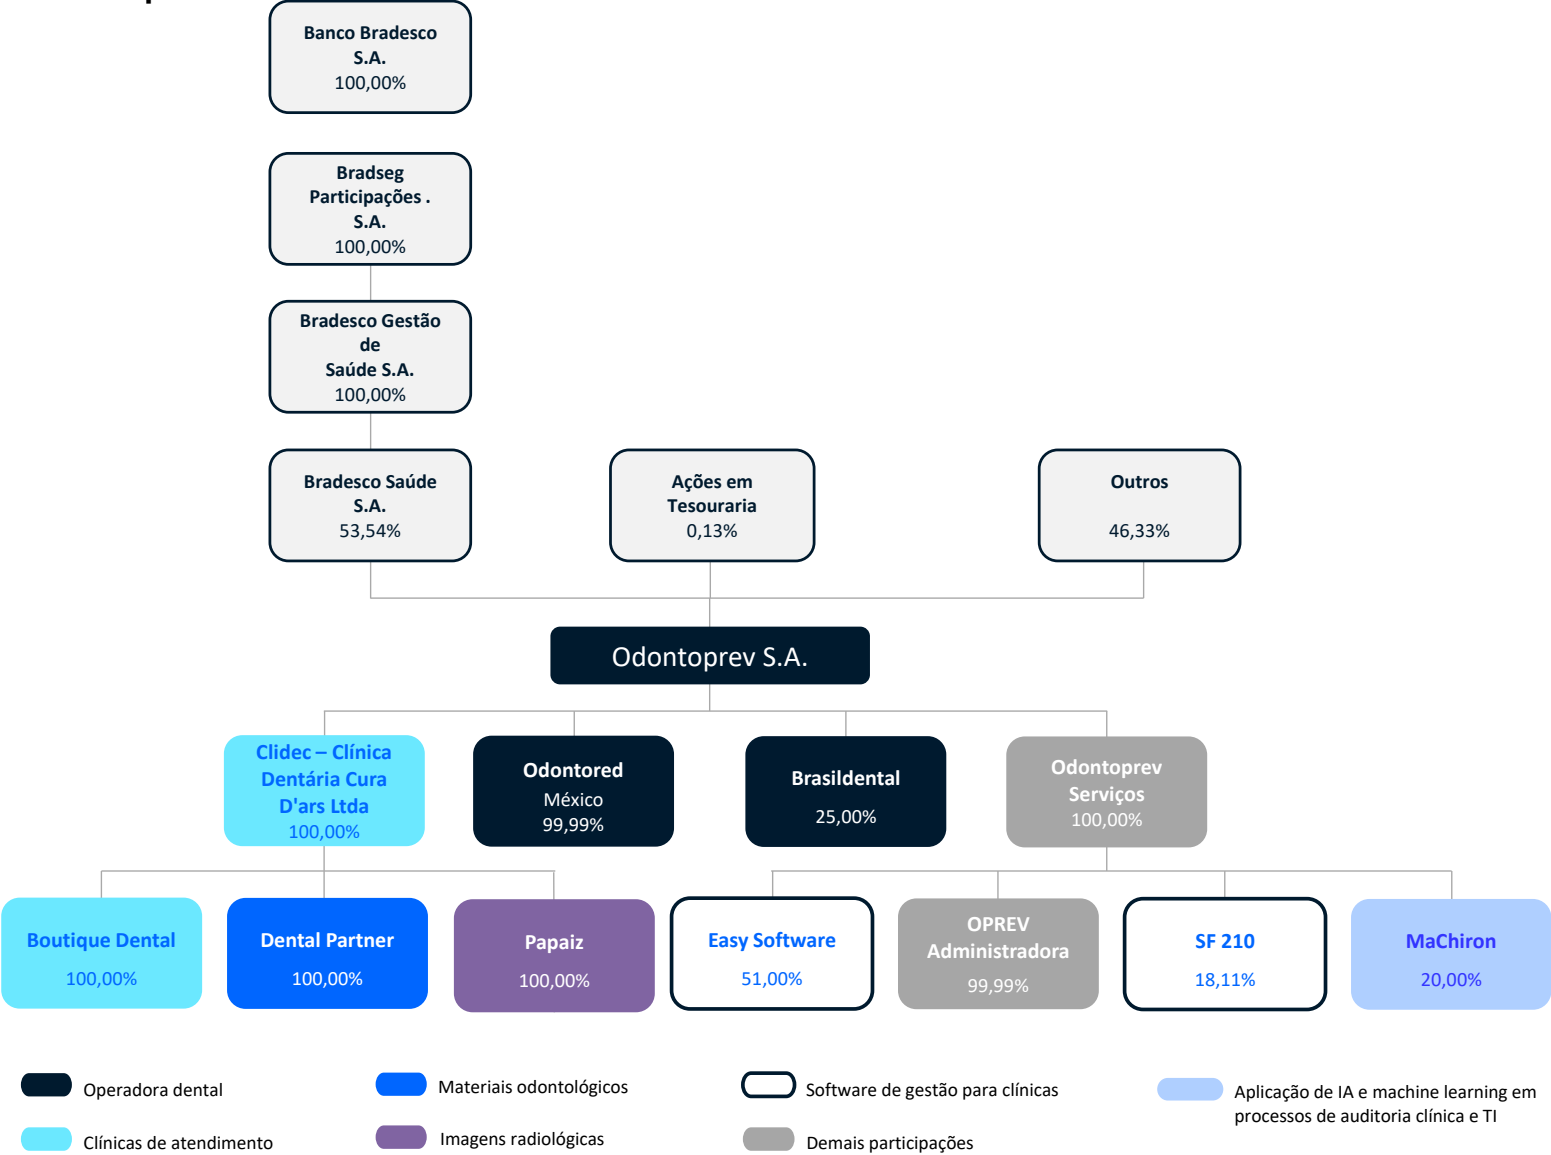 Banco Bradesco
S.A.
100,00%
Bradseg
Participações .
S.A.
100,00%
Bradesco Gestão
de
Saúde S.A.
100,00%
Bradesco Saúde
S.A.
53,54%
Ações em
Tesouraria
0,13%
Outros
46,33%
Odontoprev S.A.
Clidec – Clínica
Dentária Cura
D'ars Ltda
100,00%
Odontored
México
99,99%
Brasildental
25,00%
Odontoprev
Serviços
100,00%
Boutique Dental
100,00%
Dental Partner
100,00%
Papaiz
100,00%
Easy Software
51,00%
OPREV
Administradora
99,99%
SF 210
18,11%
MaChiron
20,00%
Operadora dental
Materiais odontológicos
Software de gestão para clínicas
Aplicação de IA e machine learning em
processos de auditoria clínica e TI
Clínicas de atendimento
Imagens radiológicas
Demais participações